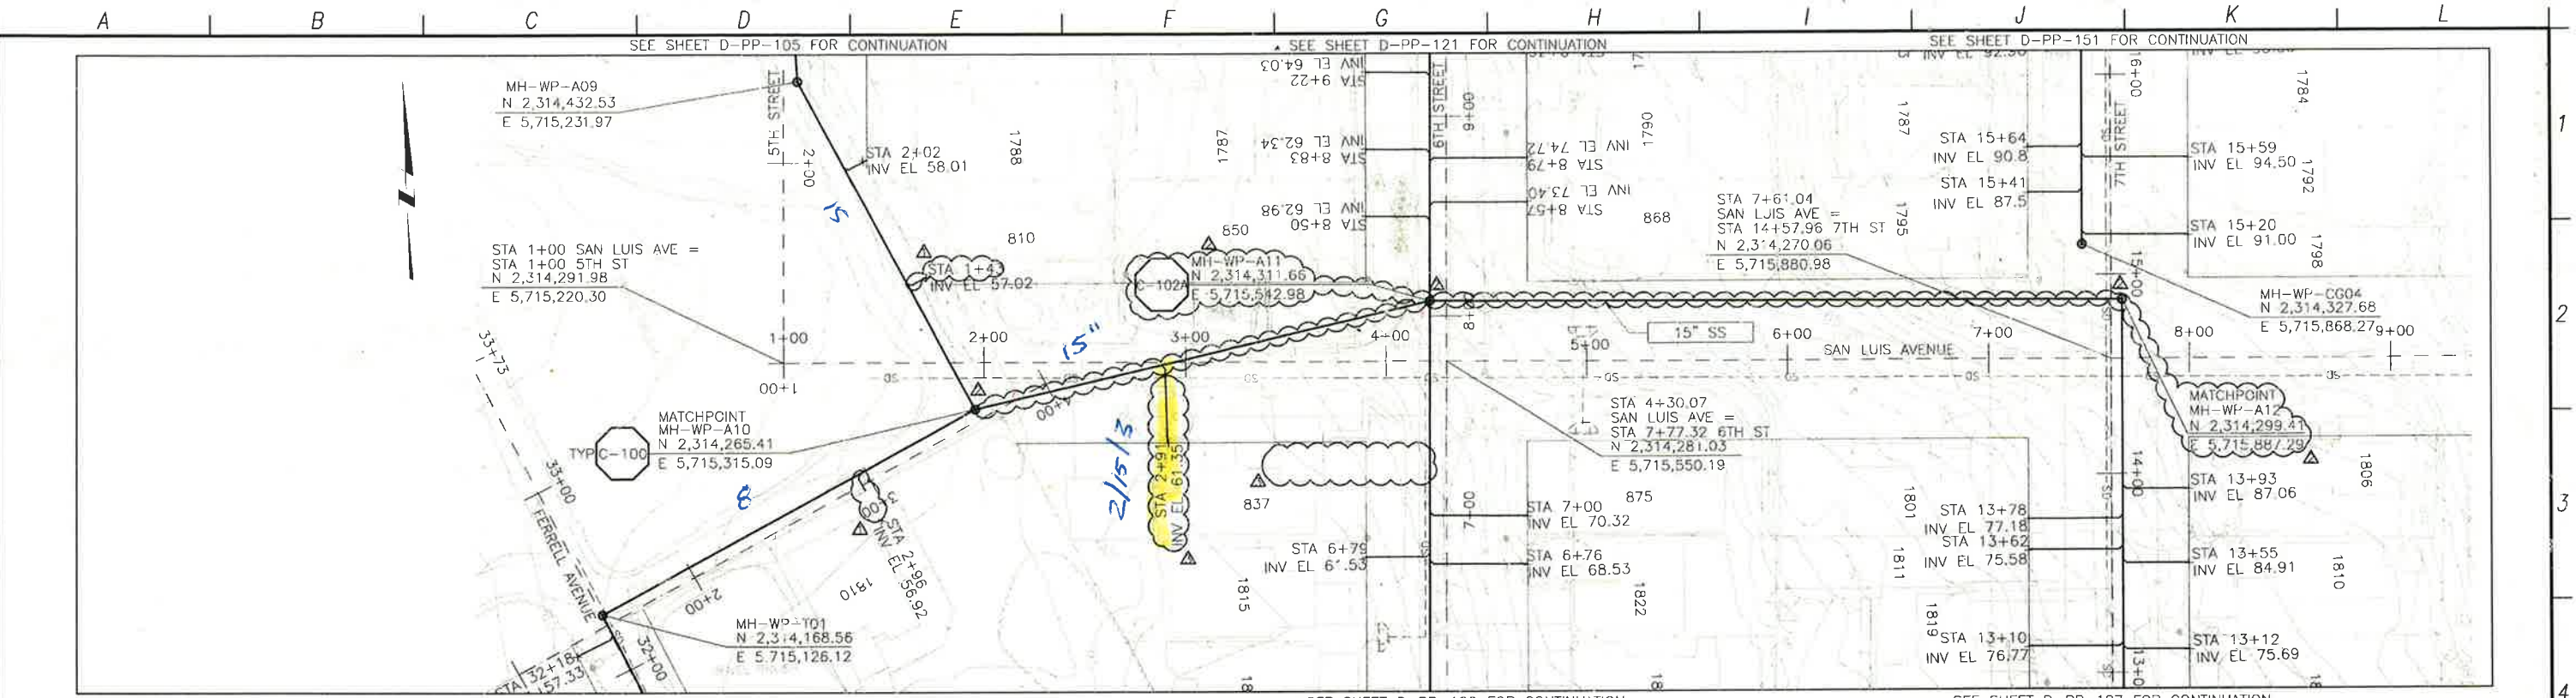 A B C D E F G H I J K L
SEE SHEET D-PP-105 FOR CONTINUATION
SEE SHEET D-PP-121 FOR CONTINUATION
SEE SHEET D-PP-151 FOR CONTINUATION
1
2
3
4
MH-WP-A09
N 2,314,432.53
E 5,715,231.97
5TH STREET
2+00
STA 2+02
INV EL 58.01
15
1788
1787
STA 1+00 SAN LUIS AVE =
STA 1+00 5TH ST
N 2,314,291.98
E 5,715,220.30
1+00
1+00
810
STA 1+43
INV EL 57.02
850
C-102A
MH-WP-A11
N 2,314,311.66
E 5,715,542.98
INV EL 64.03
STA 9+22
INV EL 62.34
STA 8+83
INV EL 62.98
STA 8+50
6TH STREET
9+00
INV EL 74.72
STA 8+79
INV EL 73.40
STA 8+57
1790
868
8+00
STA 7+61.04
SAN LUIS AVE =
STA 14+57.96 7TH ST
N 2,314,270.06
E 5,715,880.98
1787
1795
STA 15+64
INV EL 90.8
STA 15+41
INV EL 87.5
16+00
7TH STREET
15+00
STA 15+59
INV EL 94.50
STA 15+20
INV EL 91.00
1784
1792
1798
MH-WP-CG04
N 2,314,327.68
E 5,715,868.27
2+00
15"
3+00
4+00
5+00
15" SS
6+00
SAN LUIS AVENUE
7+00
8+00
9+00
SD
33+73
33+00
FERRELL AVENUE
32+00
TYP C-100
MATCHPOINT
MH-WP-A10
N 2,314,265.41
E 5,715,315.09
8
4+00
3+00
2+00
STA 2+96
INV EL 56.92
1810
MH-WP-T01
N 2,314,168.56
E 5,715,126.12
STA 32+18
157.33
2/15/13
STA 2+91
INV EL 61.35
837
1815
STA 6+79
7+00
STA 7+00
INV EL 70.32
STA 6+76
INV EL 68.53
STA 4+30.07
SAN LUIS AVE =
STA 7+77.32 6TH ST
N 2,314,281.03
E 5,715,550.19
875
1822
1801
1811
1819
STA 13+78
INV EL 77.18
STA 13+62
INV EL 75.58
STA 13+10
INV EL 76.77
14+00
MATCHPOINT
MH-WP-A12
N 2,314,299.41
E 5,715,887.29
STA 13+93
INV EL 87.06
STA 13+55
INV EL 84.91
STA 13+12
INV EL 75.69
1806
1810